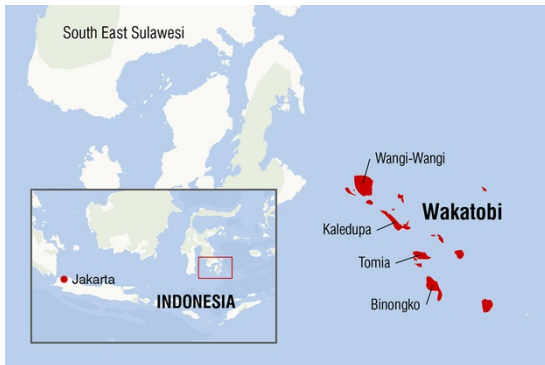 South East Sulawesi
Wangi-Wangi
Wakatobi
Kaledupa
Tomia
Binongko
Jakarta
INDONESIA